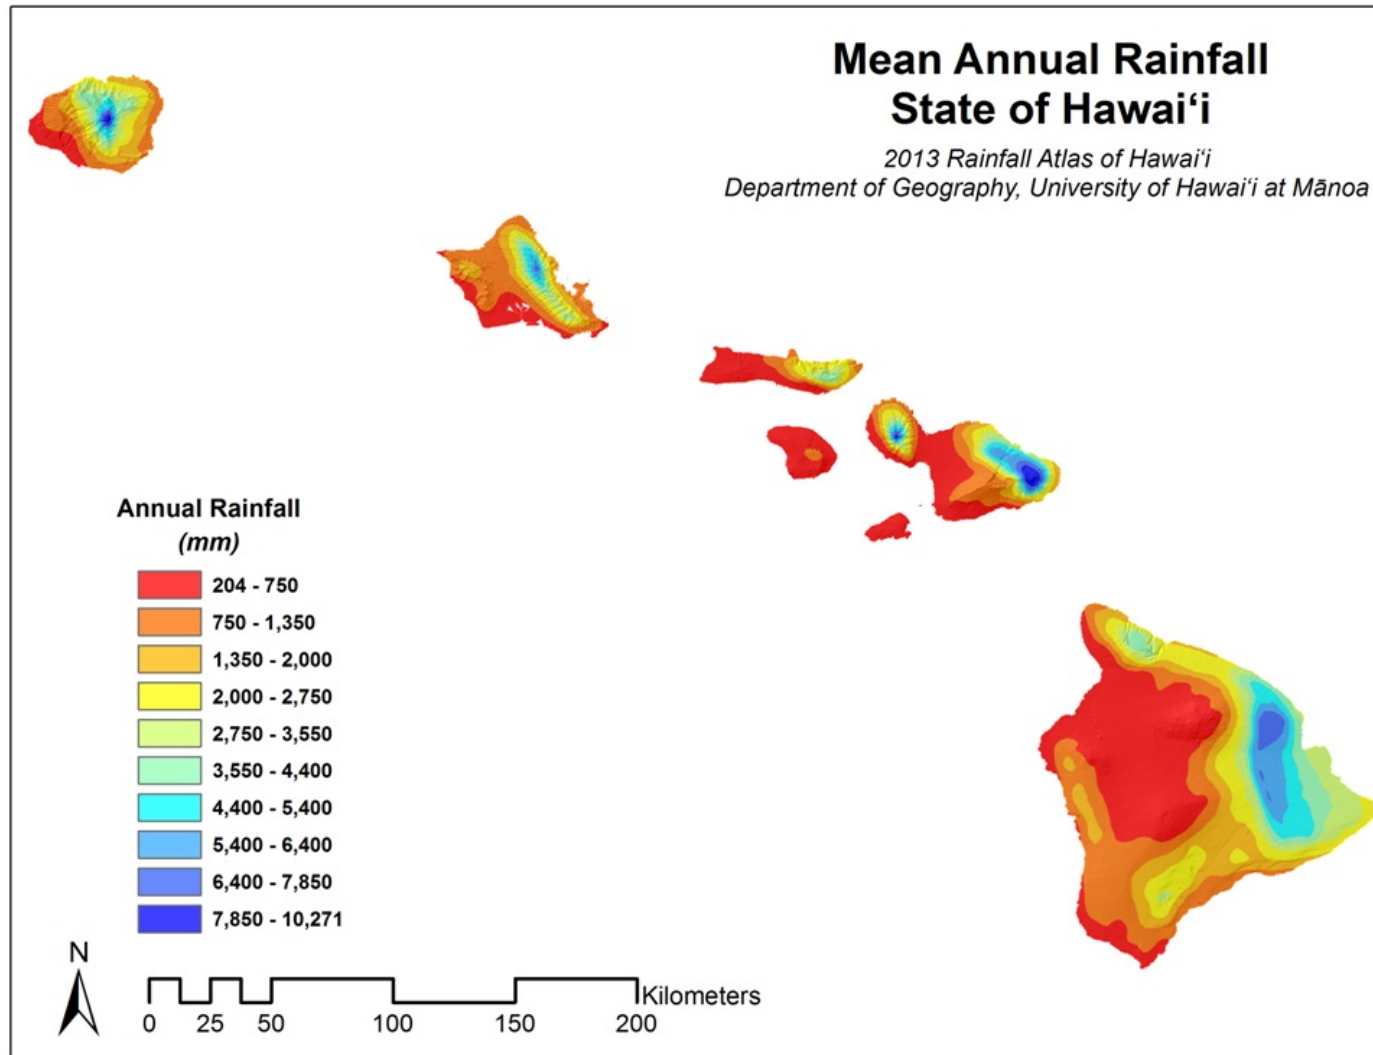 Mean Annual Rainfall
State of Hawai‘i
2013 Rainfall Atlas of Hawai‘i
Department of Geography, University of Hawai‘i at Mānoa
Annual Rainfall
(mm)
204 - 750
750 - 1,350
1,350 - 2,000
2,000 - 2,750
2,750 - 3,550
3,550 - 4,400
4,400 - 5,400
5,400 - 6,400
6,400 - 7,850
7,850 - 10,271
N
Kilometers
0 25 50 100 150 200